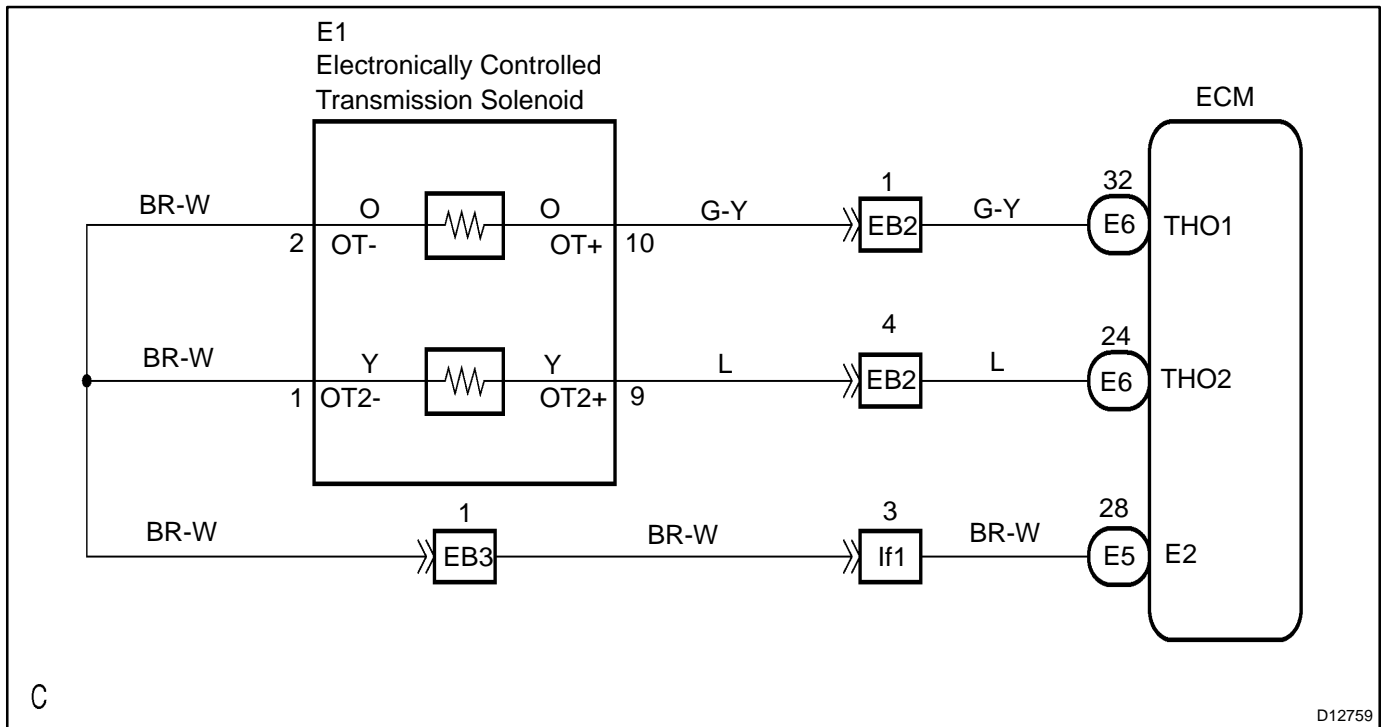 E1
Electronically Controlled
Transmission Solenoid
ECM
BR-W
O
O
G-Y
1
G-Y
32
2
OT-
OT+
10
EB2
E6
THO1
BR-W
Y
Y
L
4
L
24
1
OT2-
OT2+
9
EB2
E6
THO2
BR-W
1
BR-W
3
BR-W
28
EB3
If1
E5
E2
C
D12759